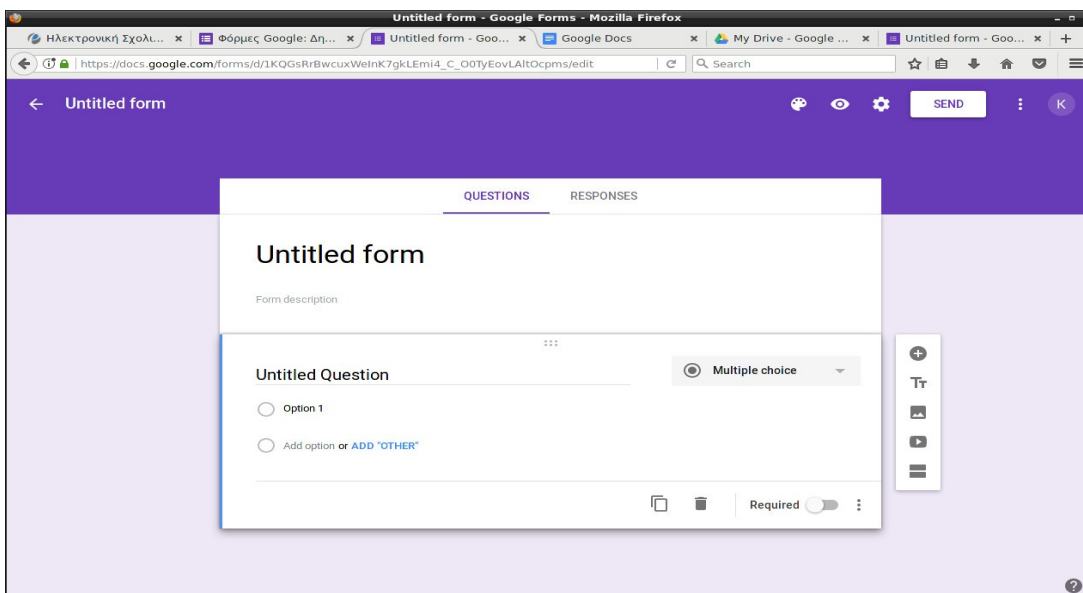 Untitled form - Google Forms - Mozilla Firefox
Ηλεκτρονική Σχολι... Φόρμες Google: Δη... Untitled form - Goo... Google Docs My Drive - Google ... Untitled form - Goo...
https://docs.google.com/forms/d/1KQGsRrBwcuxWeInK7gkLEmi4_C_O0TyEovLAltOcpms/edit Search
Untitled form SEND K
QUESTIONS RESPONSES
Untitled form
Form description
Untitled Question Multiple choice
Option 1
Add option or ADD "OTHER"
Required